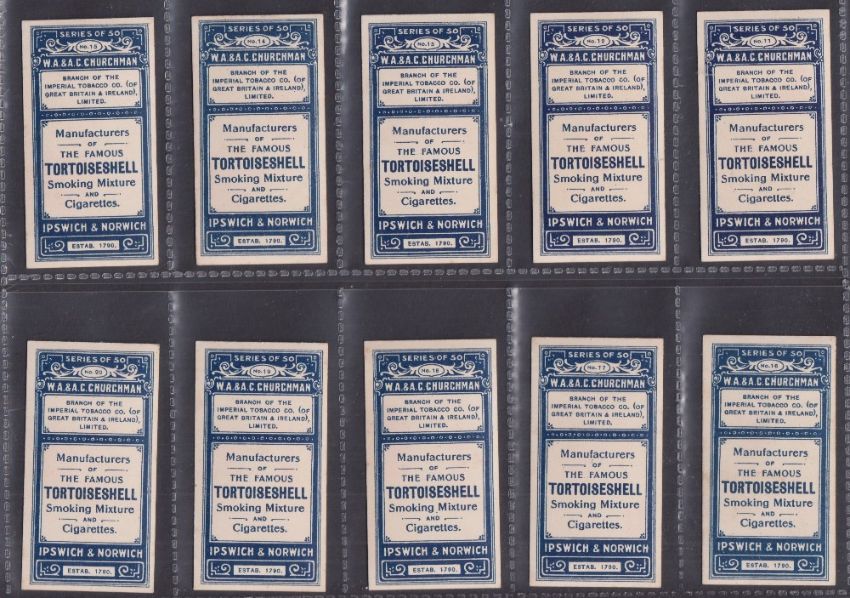 SERIES OF 50
No. 15
W.A.&A.C.CHURCHMAN
BRANCH OF THE
IMPERIAL TOBACCO CO. (OF
GREAT BRITAIN & IRELAND),
LIMITED.
Manufacturers
OF
THE FAMOUS
TORTOISESHELL
Smoking Mixture
AND
Cigarettes.
IPSWICH & NORWICH
ESTAB. 1790.
SERIES OF 50
No. 14
W.A.&A.C.CHURCHMAN
BRANCH OF THE
IMPERIAL TOBACCO CO. (OF
GREAT BRITAIN & IRELAND),
LIMITED.
Manufacturers
OF
THE FAMOUS
TORTOISESHELL
Smoking Mixture
AND
Cigarettes.
IPSWICH & NORWICH
ESTAB. 1790.
SERIES OF 50
No. 13
W.A.&A.C.CHURCHMAN
BRANCH OF THE
IMPERIAL TOBACCO CO. (OF
GREAT BRITAIN & IRELAND),
LIMITED.
Manufacturers
OF
THE FAMOUS
TORTOISESHELL
Smoking Mixture
AND
Cigarettes.
IPSWICH & NORWICH
ESTAB. 1790.
SERIES OF 50
No. 12
W.A.&A.C.CHURCHMAN
BRANCH OF THE
IMPERIAL TOBACCO CO. (OF
GREAT BRITAIN & IRELAND),
LIMITED.
Manufacturers
OF
THE FAMOUS
TORTOISESHELL
Smoking Mixture
AND
Cigarettes.
IPSWICH & NORWICH
ESTAB. 1790.
SERIES OF 50
No. 11
W.A.&A.C.CHURCHMAN
BRANCH OF THE
IMPERIAL TOBACCO CO. (OF
GREAT BRITAIN & IRELAND),
LIMITED.
Manufacturers
OF
THE FAMOUS
TORTOISESHELL
Smoking Mixture
AND
Cigarettes.
IPSWICH & NORWICH
ESTAB. 1790.
SERIES OF 50
No. 20
W.A.&A.C.CHURCHMAN
BRANCH OF THE
IMPERIAL TOBACCO CO. (OF
GREAT BRITAIN & IRELAND),
LIMITED.
Manufacturers
OF
THE FAMOUS
TORTOISESHELL
Smoking Mixture
AND
Cigarettes.
IPSWICH & NORWICH
ESTAB. 1790.
SERIES OF 50
No. 19
W.A.&A.C.CHURCHMAN
BRANCH OF THE
IMPERIAL TOBACCO CO. (OF
GREAT BRITAIN & IRELAND),
LIMITED.
Manufacturers
OF
THE FAMOUS
TORTOISESHELL
Smoking Mixture
AND
Cigarettes.
IPSWICH & NORWICH
ESTAB. 1790.
SERIES OF 50
No. 18
W.A.&A.C.CHURCHMAN
BRANCH OF THE
IMPERIAL TOBACCO CO. (OF
GREAT BRITAIN & IRELAND),
LIMITED.
Manufacturers
OF
THE FAMOUS
TORTOISESHELL
Smoking Mixture
AND
Cigarettes.
IPSWICH & NORWICH
ESTAB. 1790.
SERIES OF 50
No. 17
W.A.&A.C.CHURCHMAN
BRANCH OF THE
IMPERIAL TOBACCO CO. (OF
GREAT BRITAIN & IRELAND),
LIMITED.
Manufacturers
OF
THE FAMOUS
TORTOISESHELL
Smoking Mixture
AND
Cigarettes.
IPSWICH & NORWICH
ESTAB. 1790.
SERIES OF 50
No. 16
W.A.&A.C.CHURCHMAN
BRANCH OF THE
IMPERIAL TOBACCO CO. (OF
GREAT BRITAIN & IRELAND),
LIMITED.
Manufacturers
OF
THE FAMOUS
TORTOISESHELL
Smoking Mixture
AND
Cigarettes.
IPSWICH & NORWICH
ESTAB. 1790.